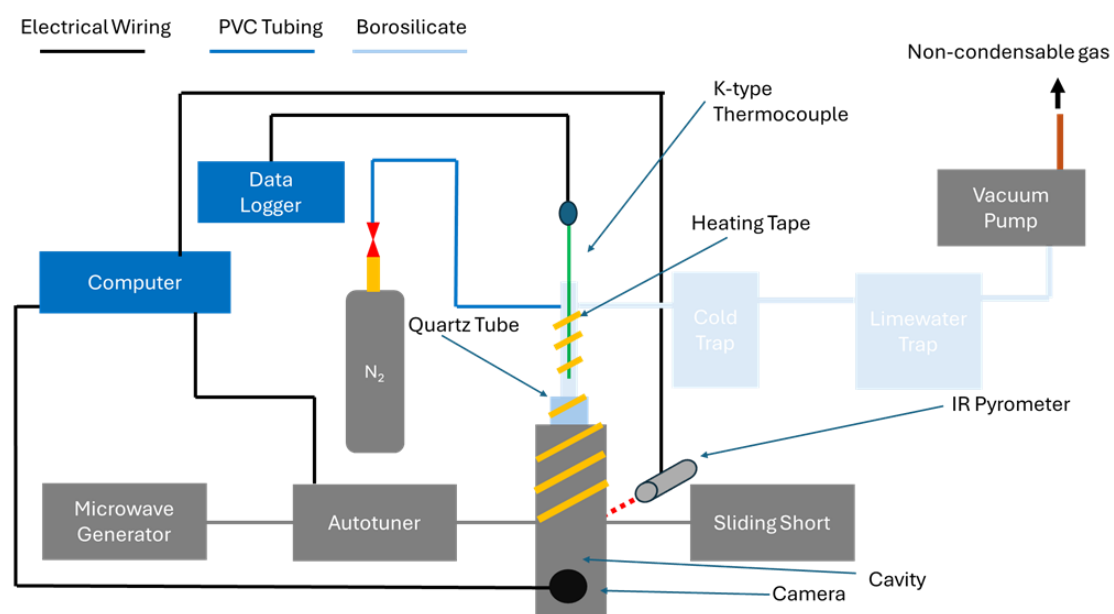 Electrical Wiring
PVC Tubing
Borosilicate
Non-condensable gas
K-type
Thermocouple
Data
Logger
Vacuum
Pump
Heating Tape
Computer
Quartz Tube
Cold
Trap
Limewater
Trap
N₂
IR Pyrometer
Microwave
Generator
Autotuner
Sliding Short
Cavity
Camera